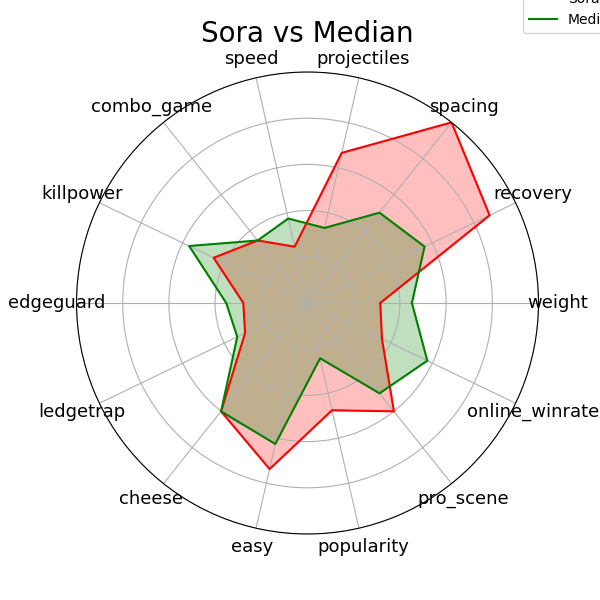 Sora vs Median
speed
projectiles
combo_game
spacing
killpower
recovery
edgeguard
weight
ledgetrap
online_winrate
cheese
pro_scene
easy
popularity